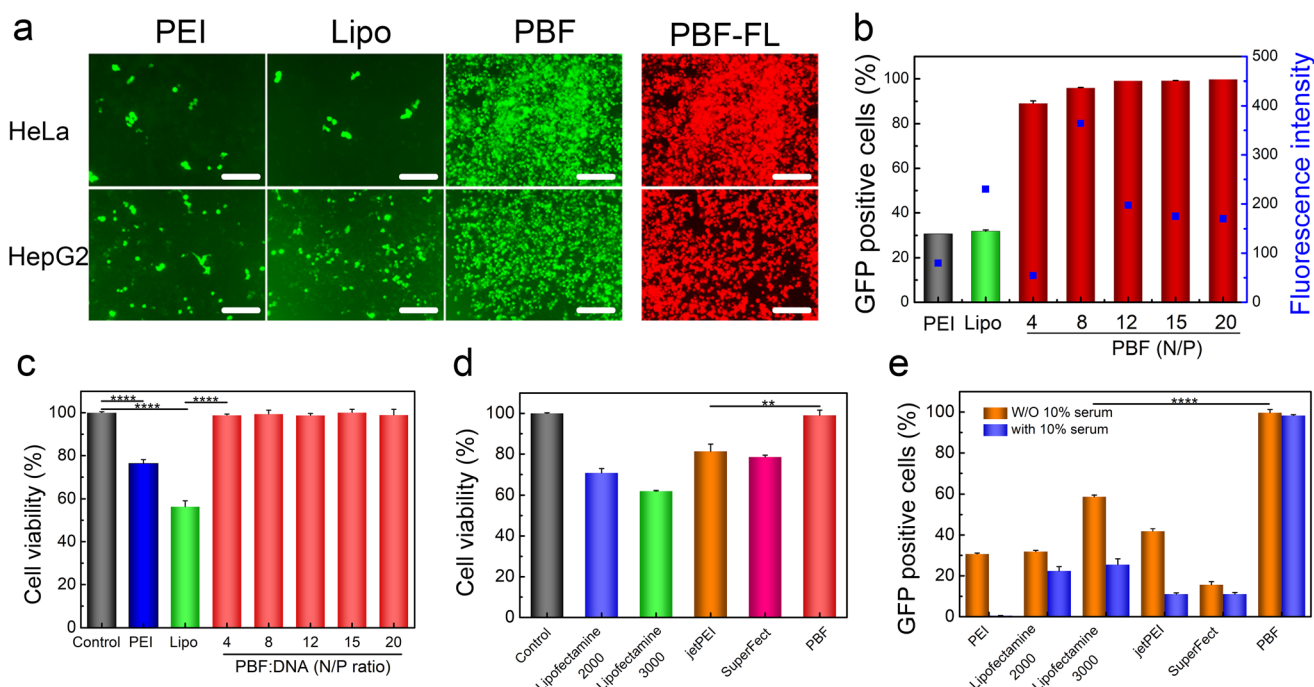 a
PEI Lipo PBF PBF-FL
HeLa
HepG2
b
GFP positive cells (%)
100
80
60
40
20
0
500
400
300
200
100
0
Fluorescence intensity
PEI Lipo 4 8 12 15 20
PBF (N/P)
c
Cell viability (%)
100
80
60
40
20
0
****
**** ****
Control PEI Lipo 4 8 12 15 20
PBF:DNA (N/P ratio)
d
Cell viability (%)
100
80
60
40
20
0
**
Control
Lipofectamine
2000
Lipofectamine
3000
jetPEI
SuperFect
PBF
e
GFP positive cells (%)
100
80
60
40
20
0
****
W/O 10% serum
with 10% serum
PEI
Lipofectamine
2000
Lipofectamine
3000
jetPEI
SuperFect
PBF